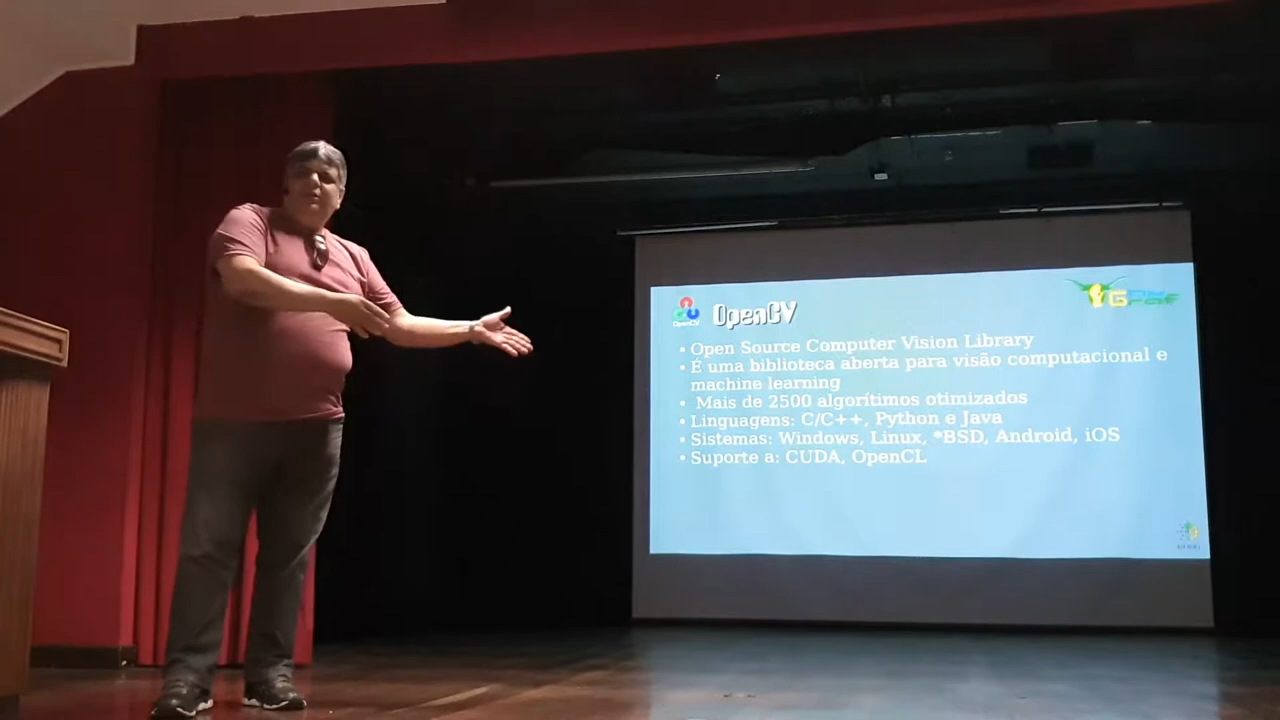 OpenCV
OpenCV
• Open Source Computer Vision Library
• É uma biblioteca aberta para visão computacional e
machine learning
• Mais de 2500 algorítimos otimizados
• Linguagens: C/C++, Python e Java
• Sistemas: Windows, Linux, *BSD, Android, iOS
• Suporte a: CUDA, OpenCL